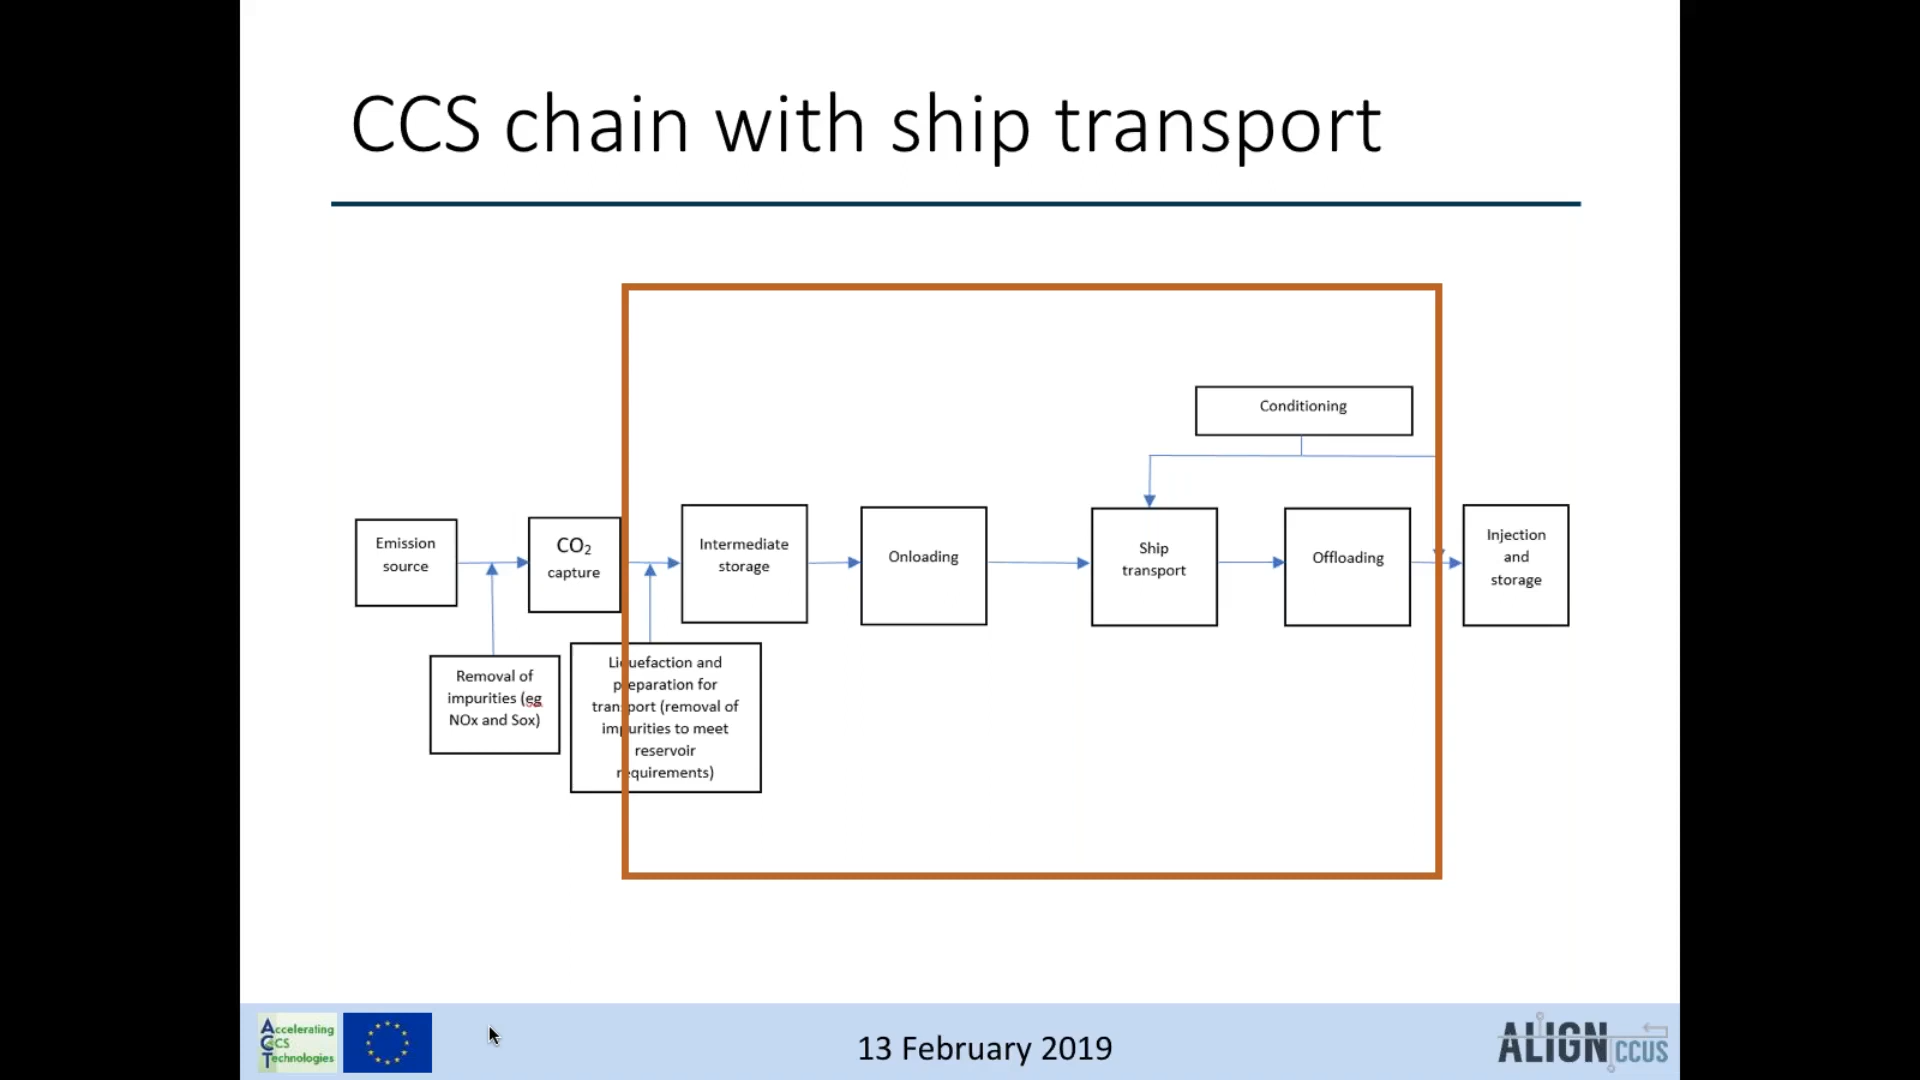 CCS chain with ship transport
Conditioning
Emission
source
CO₂
capture
Intermediate
storage
Onloading
Ship
transport
Offloading
Injection
and
storage
Removal of
impurities (eg
NOx and Sox)
Liquefaction and
preparation for
transport (removal of
impurities to meet
reservoir
requirements)
Accelerating
CCS
Technologies
13 February 2019
ALIGN CCUS